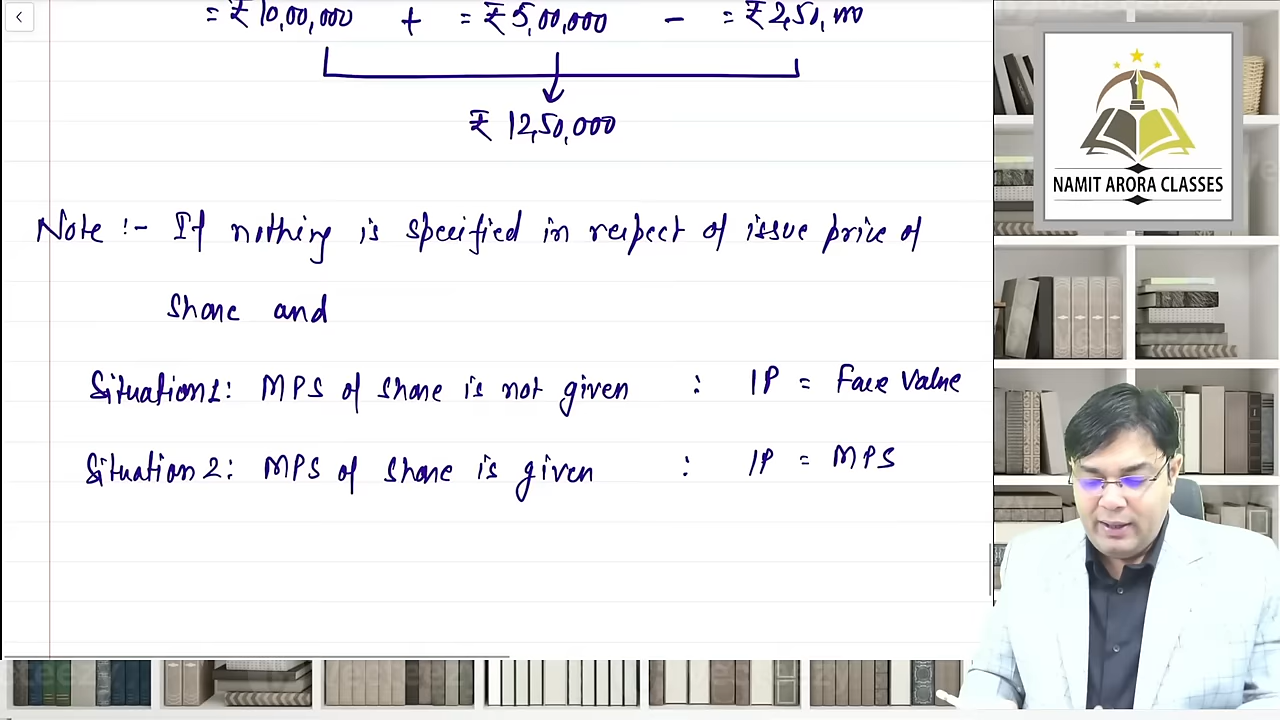 = ₹ 10,00,000 + = ₹ 5,00,000 - = ₹ 2,50,000
₹ 12,50,000
Note :- If nothing is specified in respect of issue price of
Share and
Situation 1: MPS of share is not given : IP = Face Value
Situation 2: MPS of share is given : IP = MPS
NAMIT ARORA CLASSES